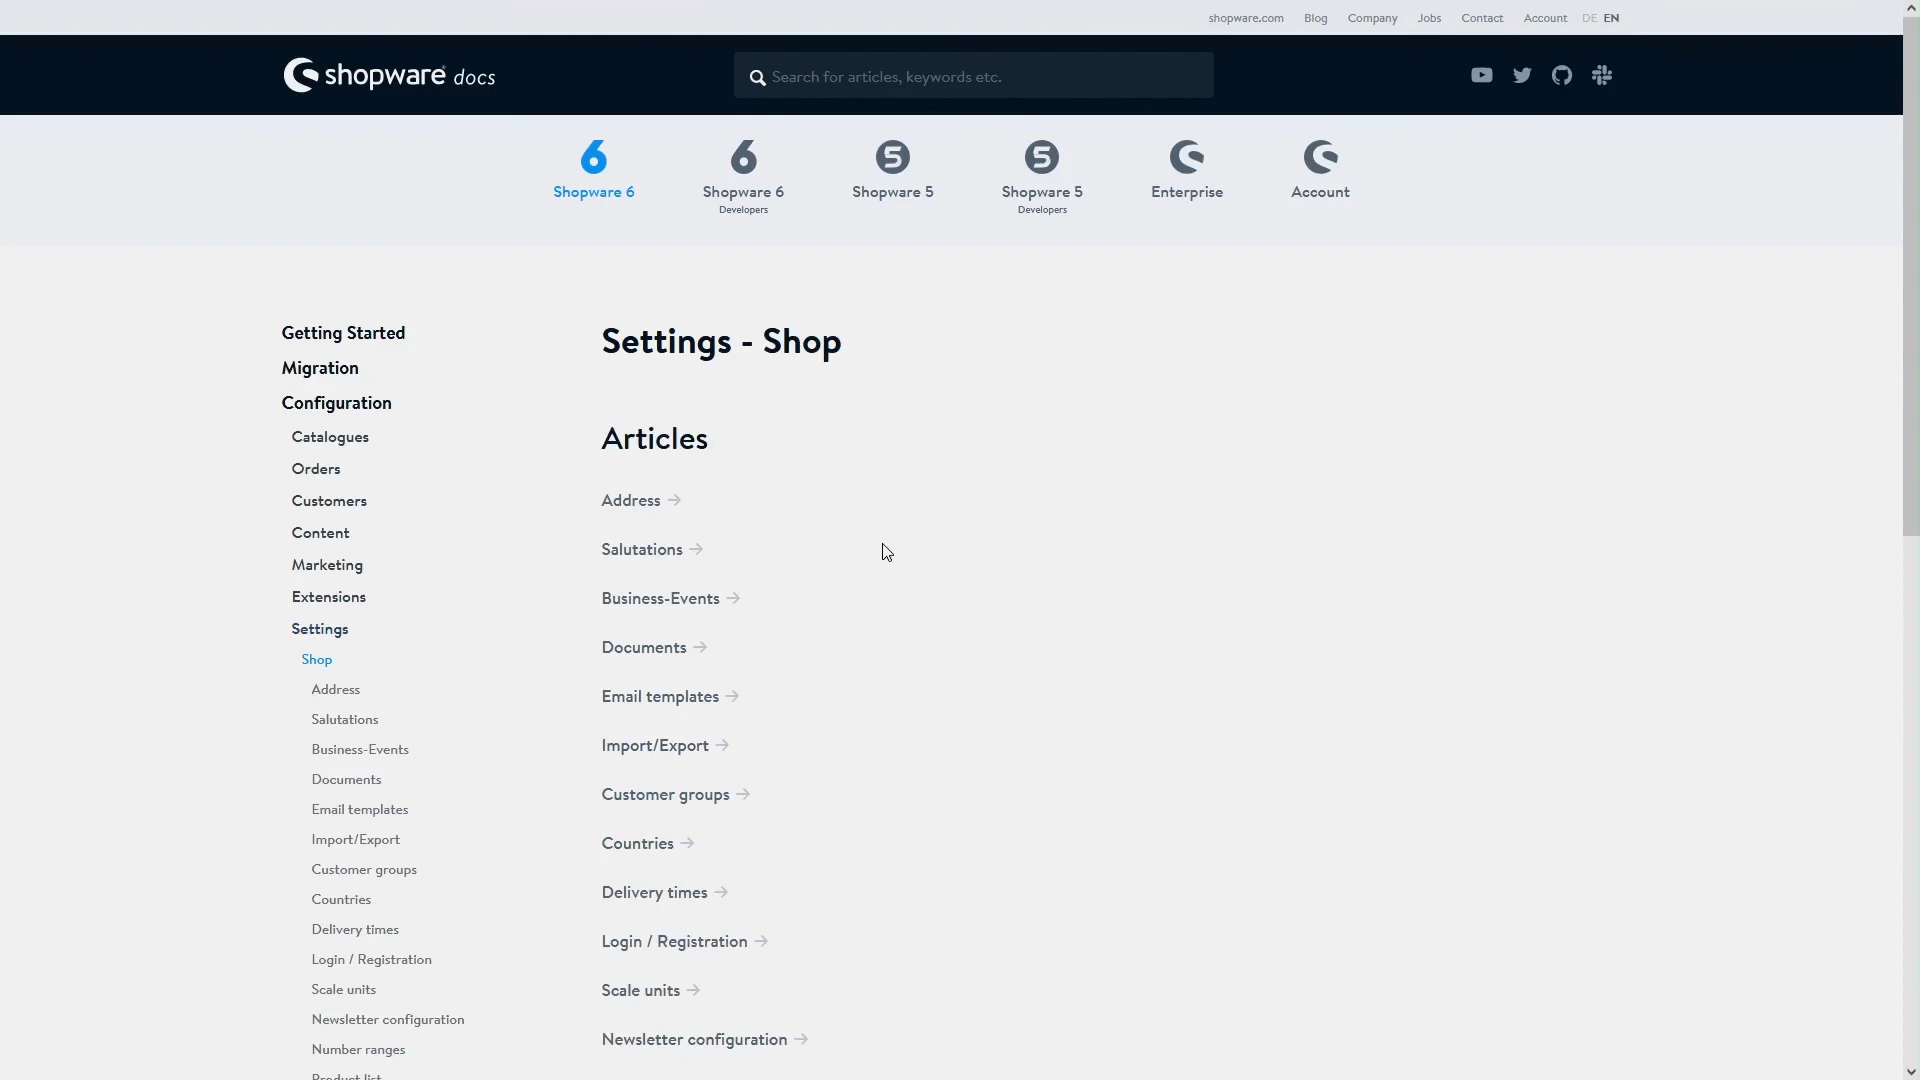 shopware.com Blog Company Jobs Contact Account DE EN
shopware docs
Search for articles, keywords etc.
Shopware 6
Shopware 6
Developers
Shopware 5
Shopware 5
Developers
Enterprise
Account
Getting Started
Migration
Configuration
Catalogues
Orders
Customers
Content
Marketing
Extensions
Settings
Shop
Address
Salutations
Business-Events
Documents
Email templates
Import/Export
Customer groups
Countries
Delivery times
Login / Registration
Scale units
Newsletter configuration
Number ranges
Product list
Settings - Shop
Articles
Address
Salutations
Business-Events
Documents
Email templates
Import/Export
Customer groups
Countries
Delivery times
Login / Registration
Scale units
Newsletter configuration